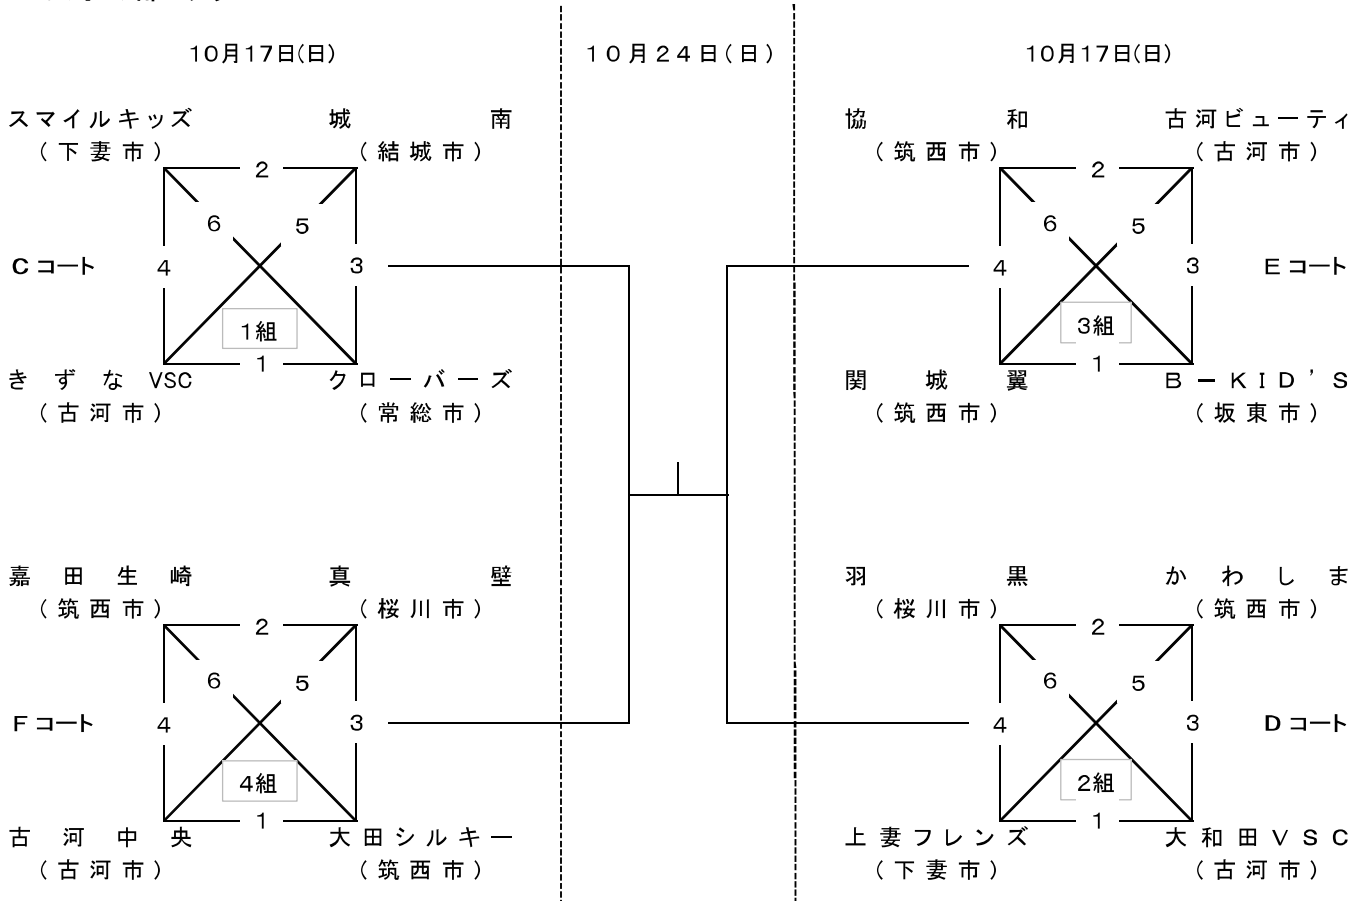 10月17日(日)
10月24日(日)
10月17日(日)
スマイルキッズ 城南
(下妻市) (結城市)
2
6 5
Cコート 4 3
1組
1
きずなVSC クローバーズ
(古河市) (常総市)
協和 古河ビューティ
(筑西市) (古河市)
2
6 5
4 3 Eコート
3組
1
関城翼 B-KID'S
(筑西市) (坂東市)
嘉田生崎 真壁
(筑西市) (桜川市)
2
6 5
Fコート 4 3
4組
1
古河中央 大田シルキー
(古河市) (筑西市)
羽黒 かわしま
(桜川市) (筑西市)
2
6 5
4 3 Dコート
2組
1
上妻フレンズ 大和田VSC
(下妻市) (古河市)